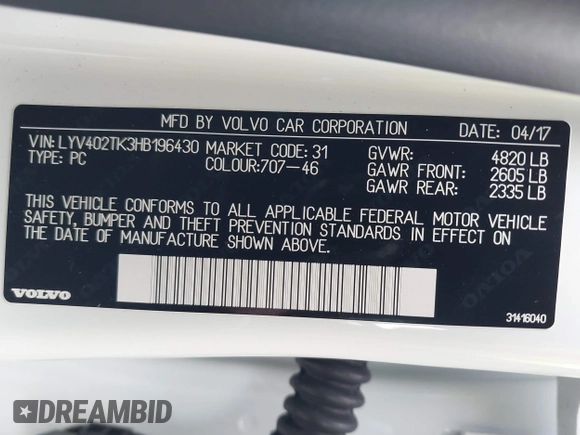 MFD BY VOLVO CAR CORPORATION DATE: 04/17
VIN: LYV402TK3HB196430 MARKET CODE: 31 GVWR: 4820 LB
TYPE: PC COLOUR: 707-46 GAWR FRONT: 2605 LB
GAWR REAR: 2335 LB
THIS VEHICLE CONFORMS TO ALL APPLICABLE FEDERAL MOTOR VEHICLE
SAFETY, BUMPER AND THEFT PREVENTION STANDARDS IN EFFECT ON
THE DATE OF MANUFACTURE SHOWN ABOVE.
VOLVO
31416040
DREAMBID